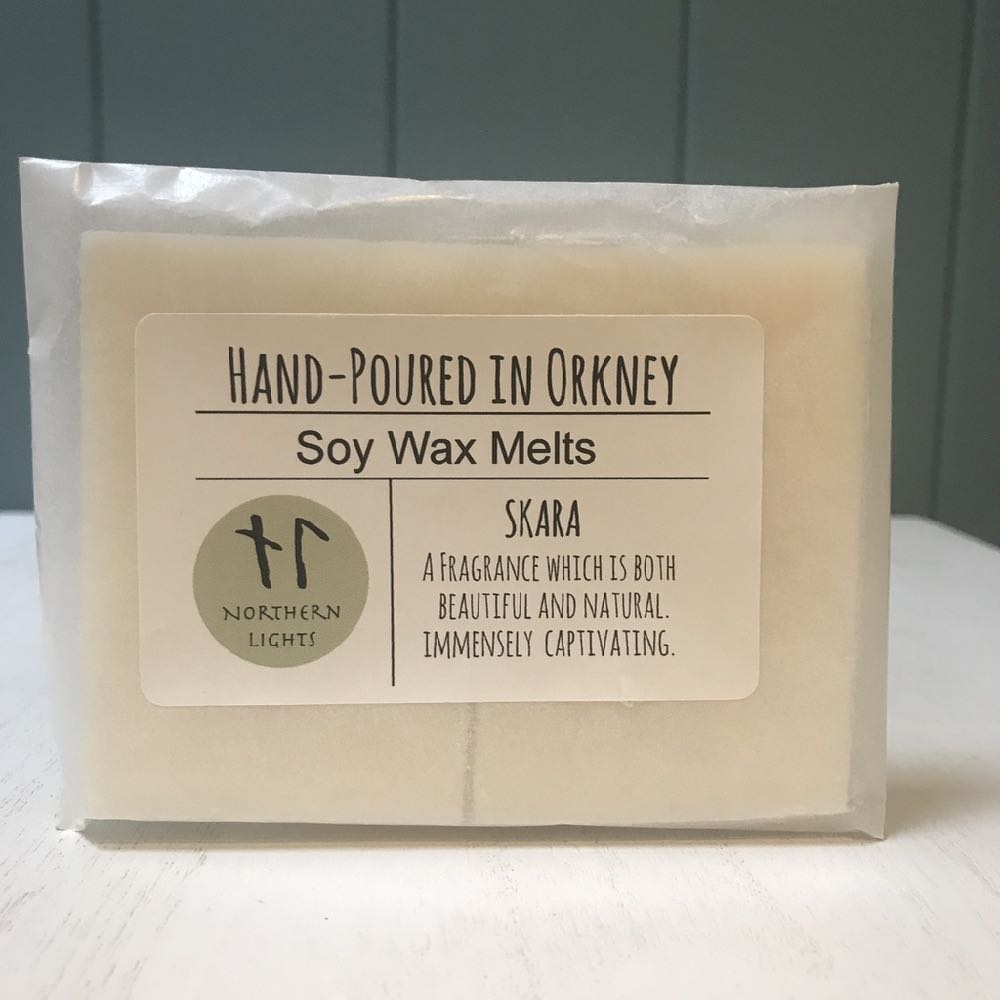 HAND-POURED IN ORKNEY
Soy Wax Melts
NORTHERN
LIGHTS
SKARA
A FRAGRANCE WHICH IS BOTH
BEAUTIFUL AND NATURAL.
IMMENSELY CAPTIVATING.